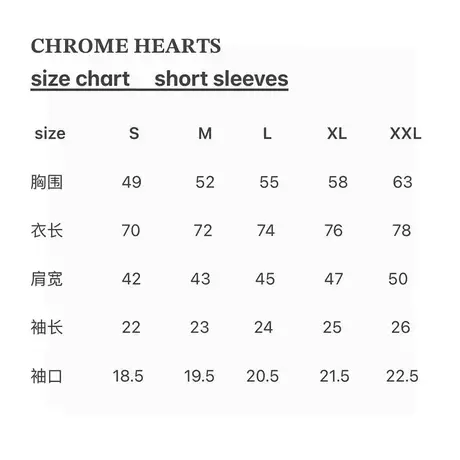 CHROME HEARTS
size chart short sleeves
size S M L XL XXL
胸围 49 52 55 58 63
衣长 70 72 74 76 78
肩宽 42 43 45 47 50
袖长 22 23 24 25 26
袖口 18.5 19.5 20.5 21.5 22.5